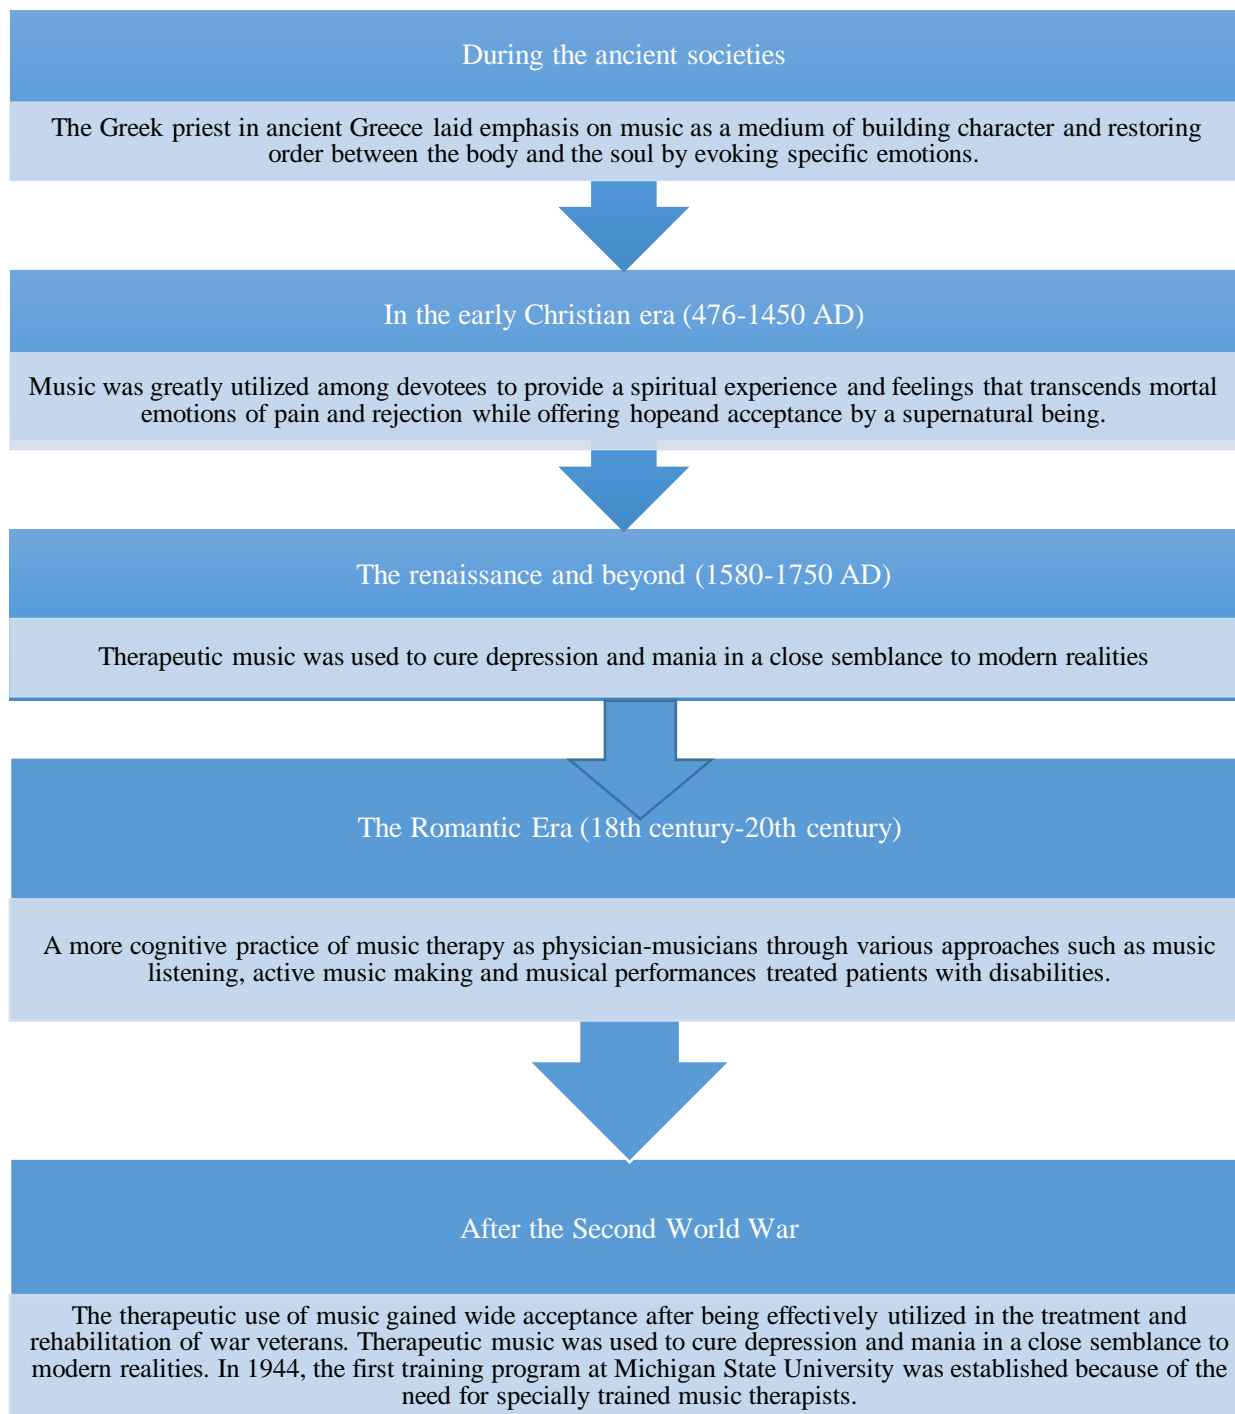 During the ancient societies
The Greek priest in ancient Greece laid emphasis on music as a medium of building character and restoring
order between the body and the soul by evoking specific emotions.
In the early Christian era (476-1450 AD)
Music was greatly utilized among devotees to provide a spiritual experience and feelings that transcends mortal
emotions of pain and rejection while offering hopeand acceptance by a supernatural being.
The renaissance and beyond (1580-1750 AD)
Therapeutic music was used to cure depression and mania in a close semblance to modern realities
The Romantic Era (18th century-20th century)
A more cognitive practice of music therapy as physician-musicians through various approaches such as music
listening, active music making and musical performances treated patients with disabilities.
After the Second World War
The therapeutic use of music gained wide acceptance after being effectively utilized in the treatment and
rehabilitation of war veterans. Therapeutic music was used to cure depression and mania in a close semblance to
modern realities. In 1944, the first training program at Michigan State University was established because of the
need for specially trained music therapists.